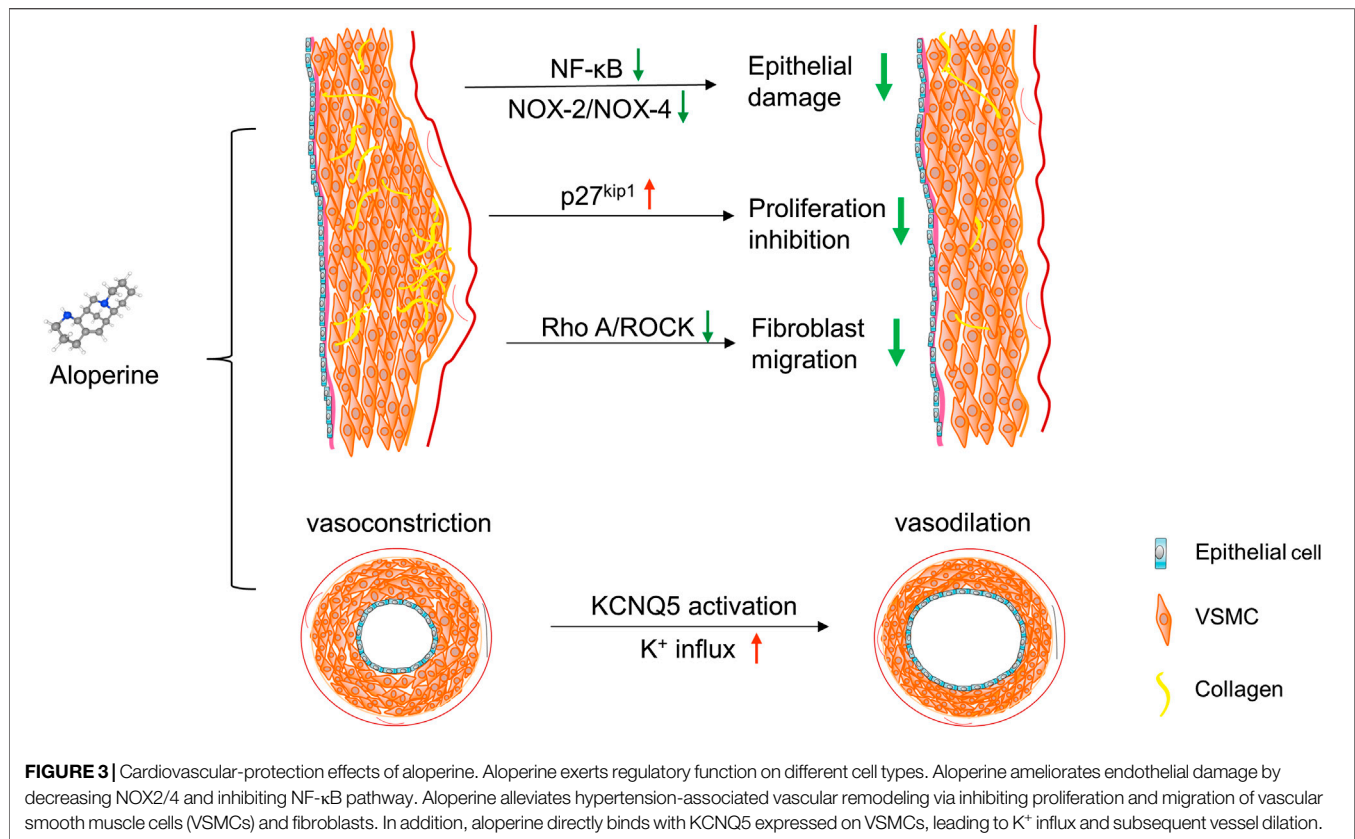 NF-κB
NOX-2/NOX-4
Epithelial
damage
p27kip1
Proliferation
inhibition
Rho A/ROCK
Fibroblast
migration
Aloperine
vasoconstriction
vasodilation
KCNQ5 activation
K+ influx
Epithelial cell
VSMC
Collagen
FIGURE 3 | Cardiovascular-protection effects of aloperine. Aloperine exerts regulatory function on different cell types. Aloperine ameliorates endothelial damage by
decreasing NOX2/4 and inhibiting NF-κB pathway. Aloperine alleviates hypertension-associated vascular remodeling via inhibiting proliferation and migration of vascular
smooth muscle cells (VSMCs) and fibroblasts. In addition, aloperine directly binds with KCNQ5 expressed on VSMCs, leading to K+ influx and subsequent vessel dilation.